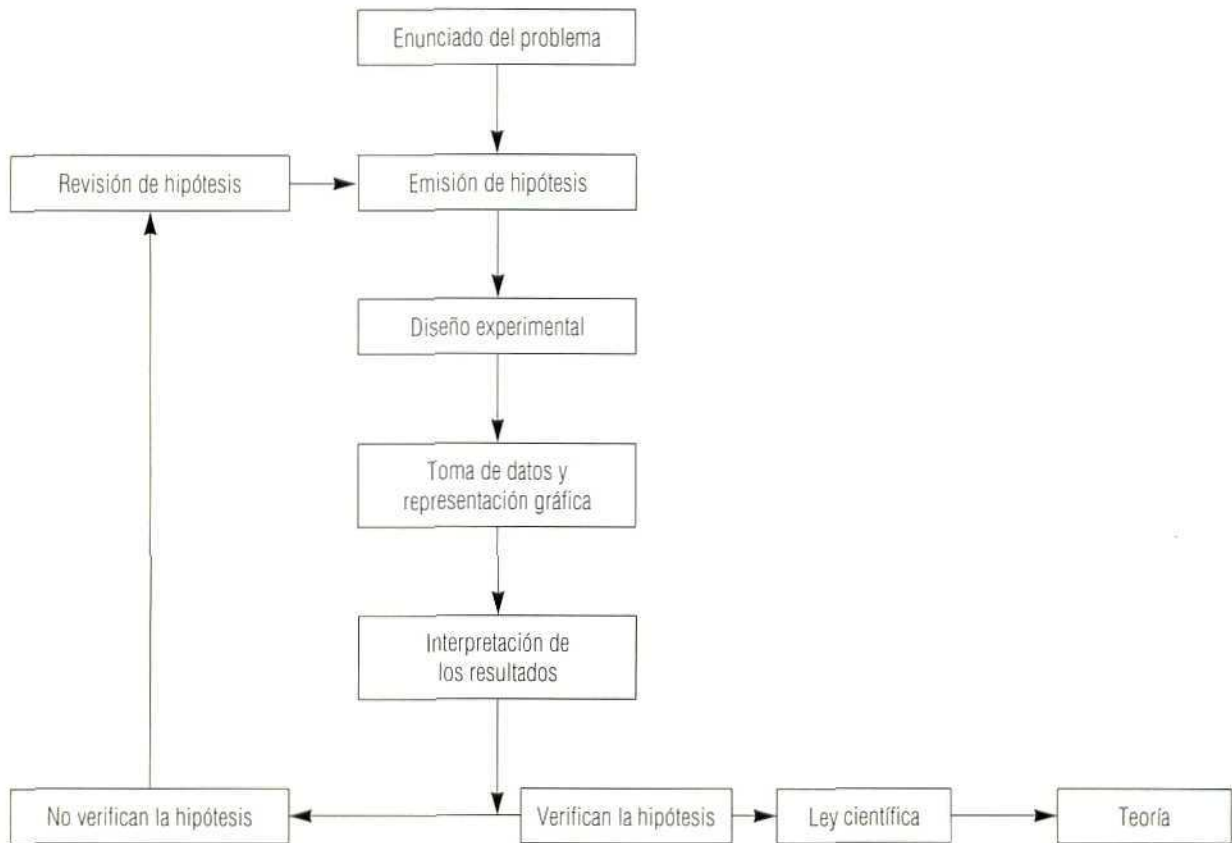 Enunciado del problema
Revisión de hipótesis
Emisión de hipótesis
Diseño experimental
Toma de datos y
representación gráfica
Interpretación de
los resultados
No verifican la hipótesis
Verifican la hipótesis
Ley científica
Teoría